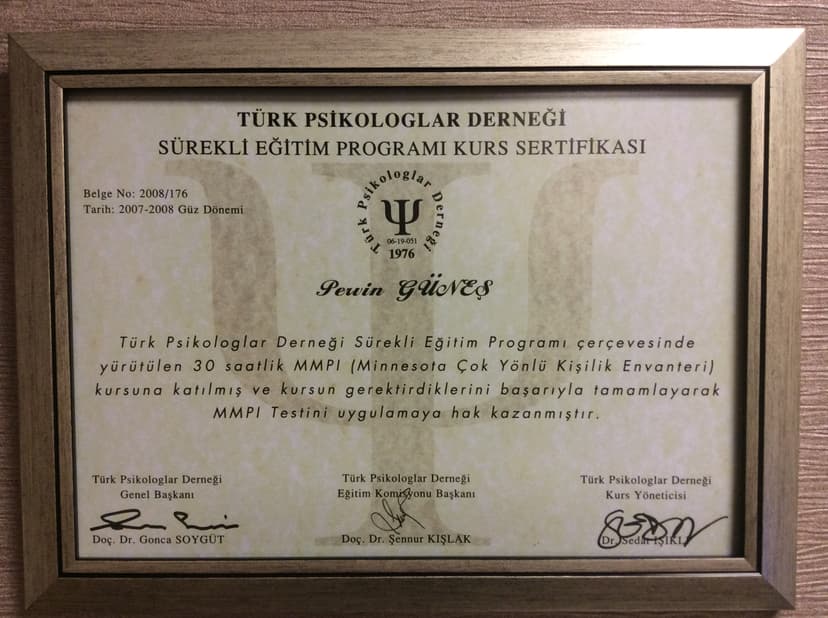 TÜRK PSİKOLOGLAR DERNEĞİ
SÜREKLİ EĞİTİM PROGRAMI KURS SERTİFİKASI
Belge No: 2008/176
Tarih: 2007-2008 Güz Dönemi
Türk Psikologlar Derneği
06-19-051
1976
Pewin GÜNEŞ
Türk Psikologlar Derneği Sürekli Eğitim Programı çerçevesinde
yürütülen 30 saatlik MMPI (Minnesota Çok Yönlü Kişilik Envanteri)
kursuna katılmış ve kursun gerektirdiklerini başarıyla tamamlayarak
MMPI Testini uygulamaya hak kazanmıştır.
Türk Psikologlar Derneği
Genel Başkanı
Doç. Dr. Gonca SOYGÜT
Türk Psikologlar Derneği
Eğitim Komisyonu Başkanı
Doç. Dr. Şennur KIŞLAK
Türk Psikologlar Derneği
Kurs Yöneticisi
Dr. Sedat IŞIKLI